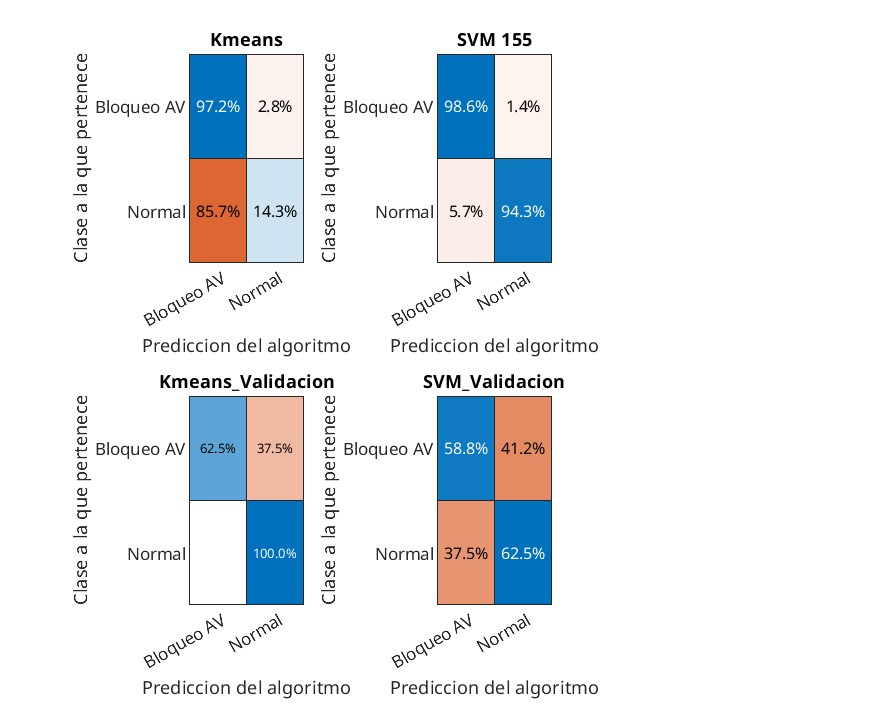 Kmeans
Clase a la que pertenece
Bloqueo AV
97.2%
2.8%
Normal
85.7%
14.3%
Bloqueo AV
Normal
Prediccion del algoritmo
SVM 155
Clase a la que pertenece
Bloqueo AV
98.6%
1.4%
Normal
5.7%
94.3%
Bloqueo AV
Normal
Prediccion del algoritmo
Kmeans_Validacion
Clase a la que pertenece
Bloqueo AV
62.5%
37.5%
Normal
100.0%
Bloqueo AV
Normal
Prediccion del algoritmo
SVM_Validacion
Clase a la que pertenece
Bloqueo AV
58.8%
41.2%
Normal
37.5%
62.5%
Bloqueo AV
Normal
Prediccion del algoritmo